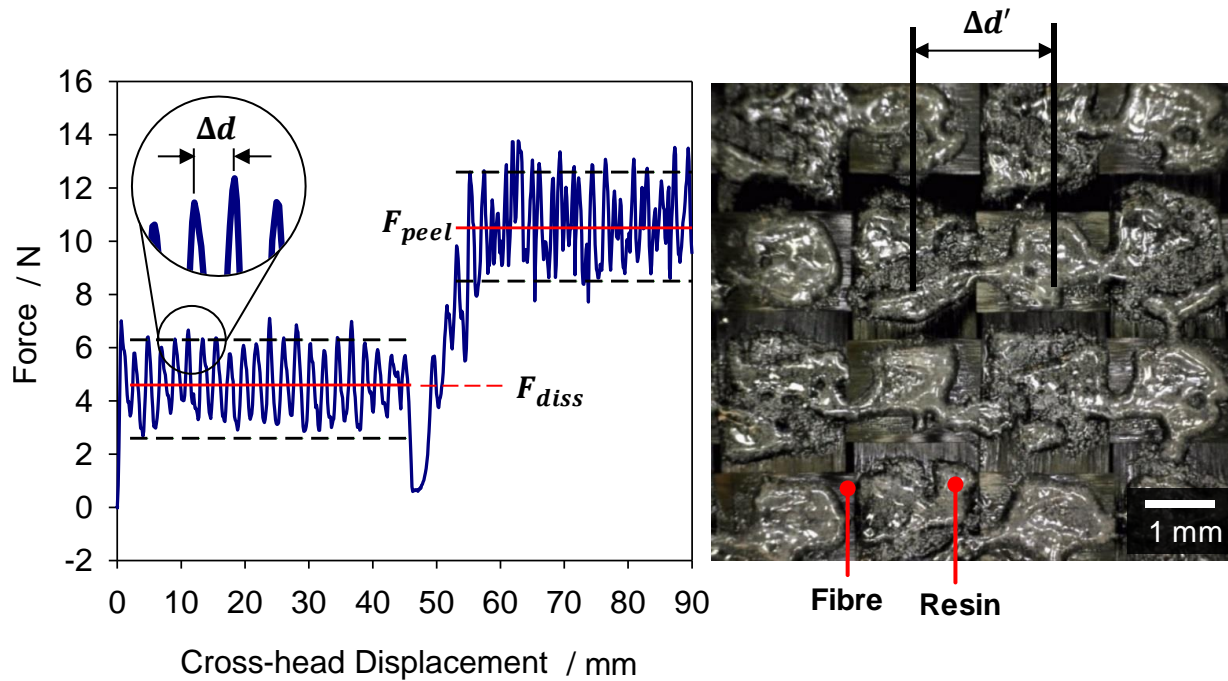 Δd′
16
14
12
10
8
6
4
2
0
-2
Force / N
Δd
F_peel
F_diss
0 10 20 30 40 50 60 70 80 90
Cross-head Displacement / mm
1 mm
Fibre Resin